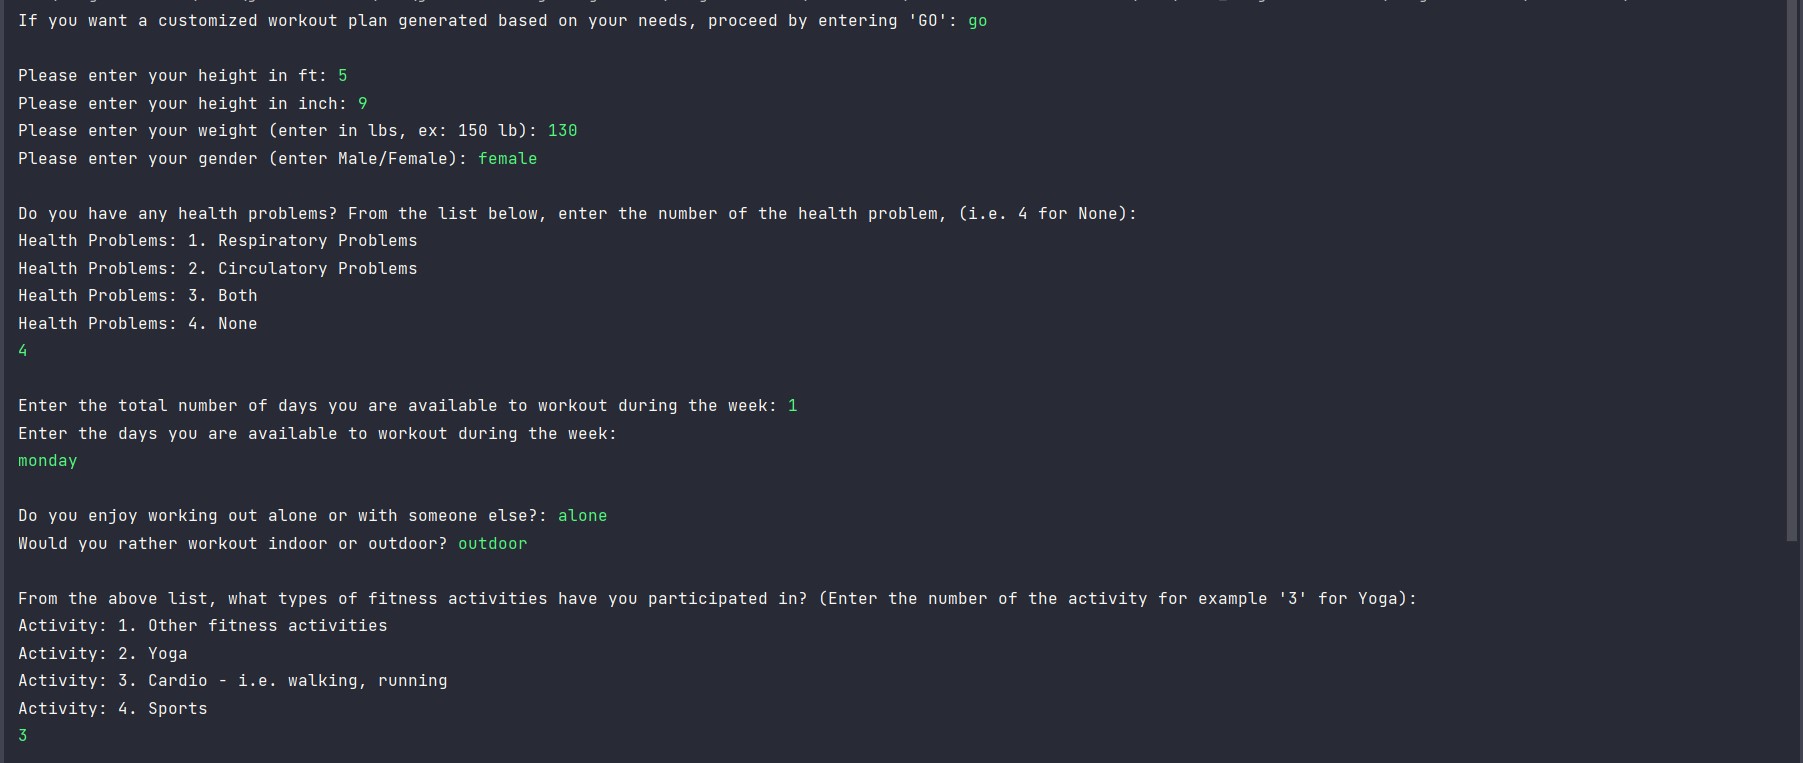 If you want a customized workout plan generated based on your needs, proceed by entering 'GO': go
Please enter your height in ft: 5
Please enter your height in inch: 9
Please enter your weight (enter in lbs, ex: 150 lb): 130
Please enter your gender (enter Male/Female): female
Do you have any health problems? From the list below, enter the number of the health problem, (i.e. 4 for None):
Health Problems: 1. Respiratory Problems
Health Problems: 2. Circulatory Problems
Health Problems: 3. Both
Health Problems: 4. None
4
Enter the total number of days you are available to workout during the week: 1
Enter the days you are available to workout during the week:
monday
Do you enjoy working out alone or with someone else?: alone
Would you rather workout indoor or outdoor? outdoor
From the above list, what types of fitness activities have you participated in? (Enter the number of the activity for example '3' for Yoga):
Activity: 1. Other fitness activities
Activity: 2. Yoga
Activity: 3. Cardio - i.e. walking, running
Activity: 4. Sports
3